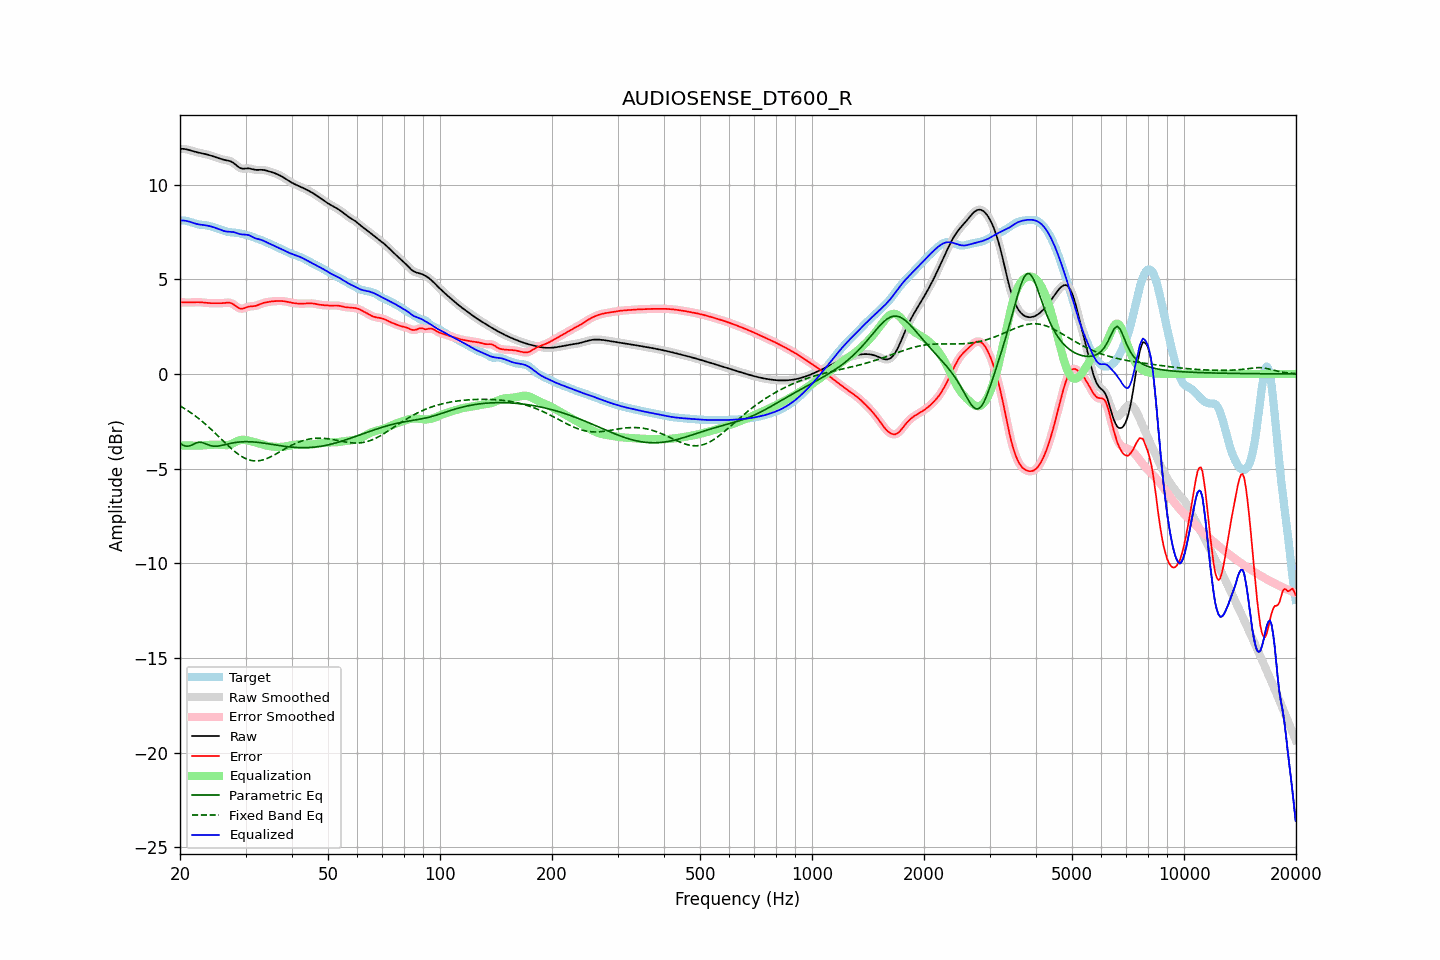 AUDIOSENSE_DT600_R
Amplitude (dBr)
10
5
0
−5
−10
−15
−20
−25
Target
Raw Smoothed
Error Smoothed
Raw
Error
Equalization
Parametric Eq
Fixed Band Eq
Equalized
20 50 100 200 500 1000 2000 5000 10000 20000
Frequency (Hz)